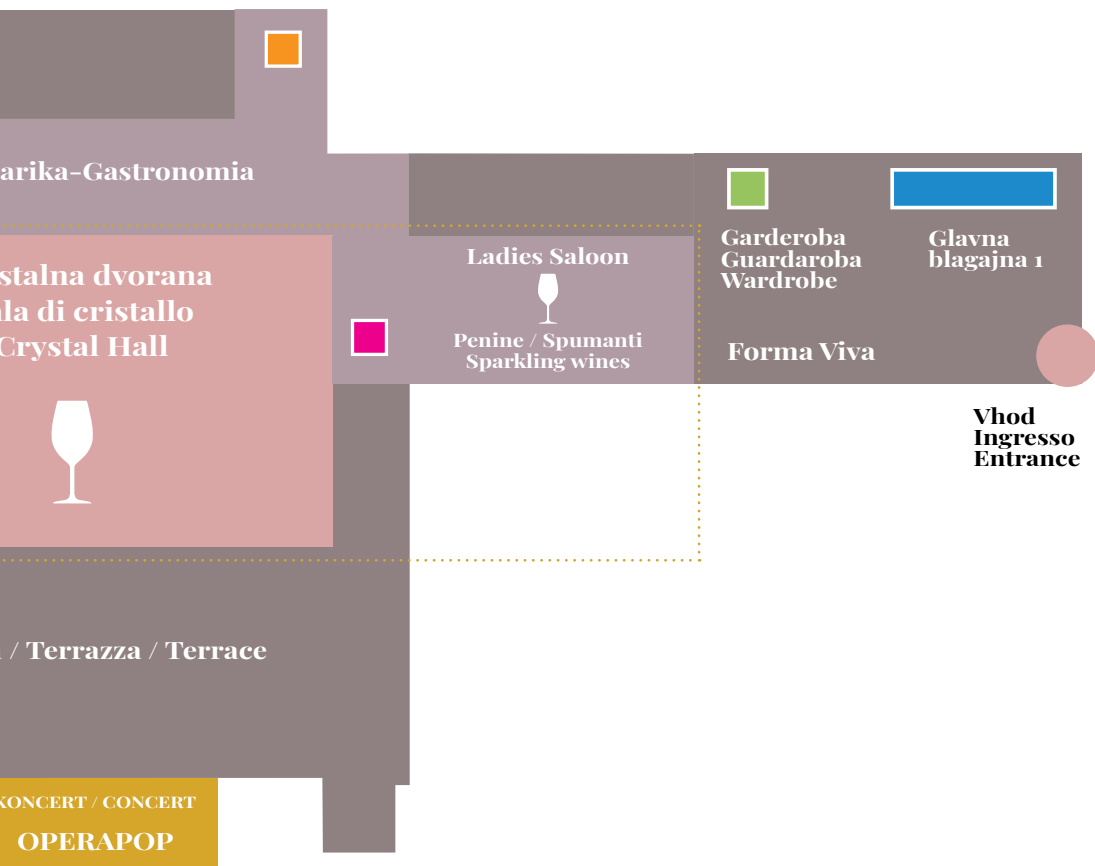 arika-Gastronomia
stalna dvorana
la di cristallo
Crystal Hall
Ladies Saloon
Penine / Spumanti
Sparkling wines
Garderoba
Guardaroba
Wardrobe
Glavna
blagajna 1
Forma Viva
Vhod
Ingresso
Entrance
/ Terrazza / Terrace
KONCERT / CONCERT
OPERAPOP